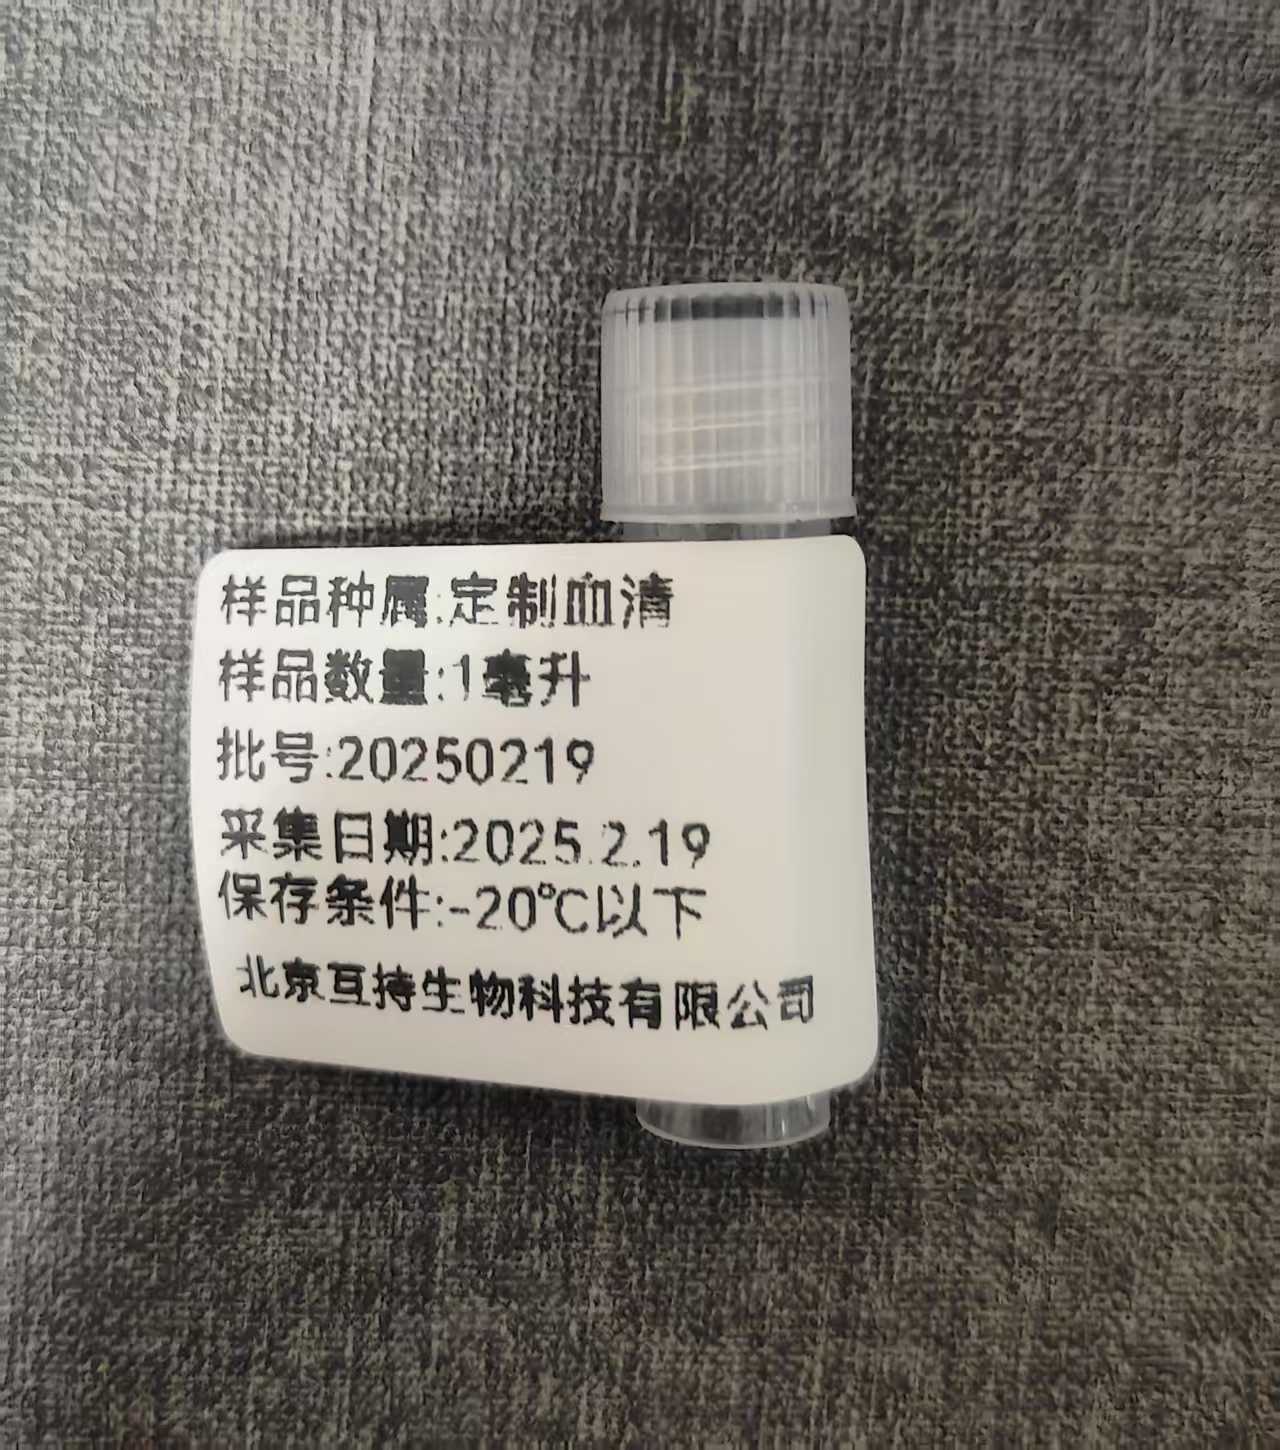 样品种属:定制血清
样品数量:1毫升
批号:20250219
采集日期:2025.2.19
保存条件:-20℃以下
北京互持生物科技有限公司